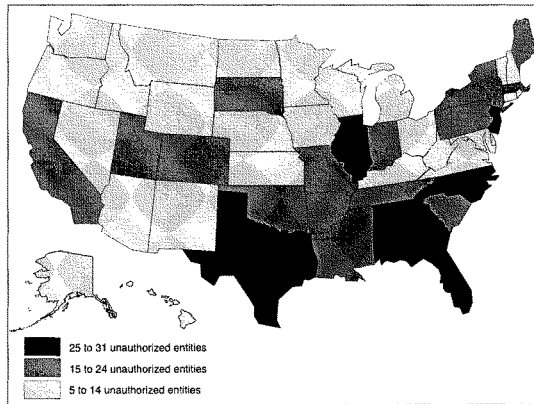 25 to 31 unauthorized entities
15 to 24 unauthorized entities
5 to 14 unauthorized entities